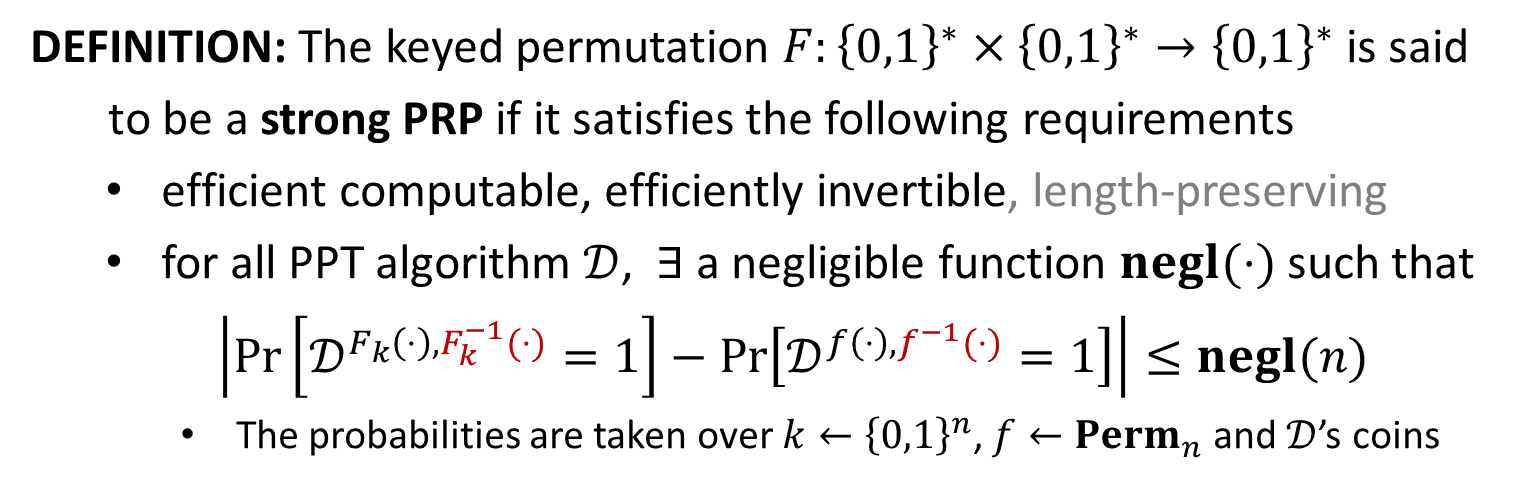 DEFINITION: The keyed permutation 𝐹: {0,1}* × {0,1}* → {0,1}* is said
to be a strong PRP if it satisfies the following requirements
• efficient computable, efficiently invertible, length-preserving
• for all PPT algorithm 𝒟, ∃ a negligible function negl(·) such that
|Pr[𝒟^{F_k(·),F_k^{-1}(·)} = 1] − Pr[𝒟^{f(·),f^{-1}(·)} = 1]| ≤ negl(n)
• The probabilities are taken over k ← {0,1}^n, f ← Perm_n and 𝒟’s coins